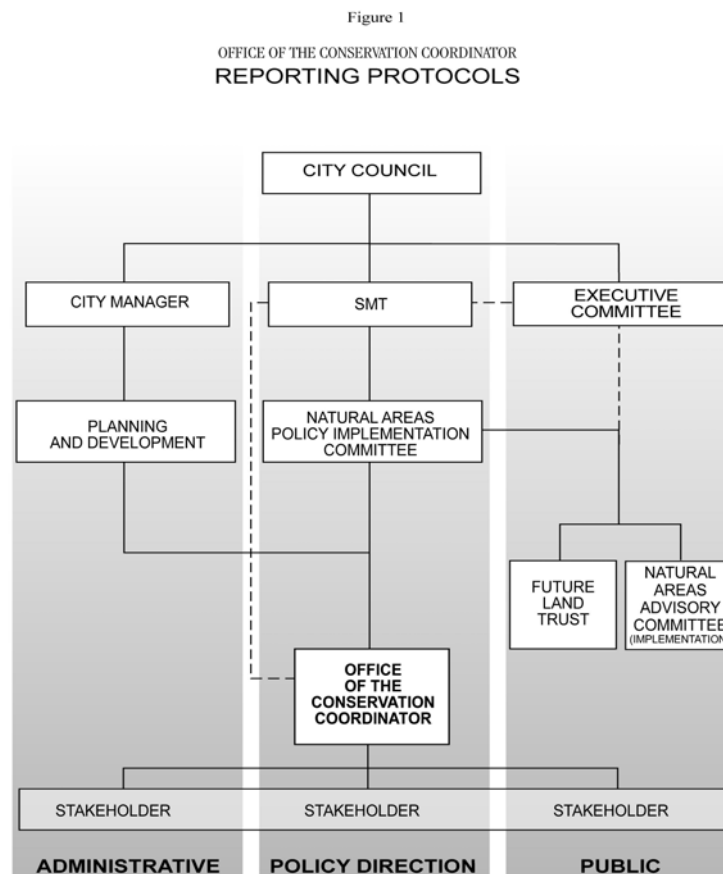 Figure 1
OFFICE OF THE CONSERVATION COORDINATOR
REPORTING PROTOCOLS
CITY COUNCIL
CITY MANAGER
SMT
EXECUTIVE
COMMITTEE
PLANNING
AND DEVELOPMENT
NATURAL AREAS
POLICY IMPLEMENTATION
COMMITTEE
FUTURE
LAND
TRUST
NATURAL
AREAS
ADVISORY
COMMITTEE
(IMPLEMENTATION
OFFICE
OF THE
CONSERVATION
COORDINATOR
STAKEHOLDER
STAKEHOLDER
STAKEHOLDER
ADMINISTRATIVE
POLICY DIRECTION
PUBLIC